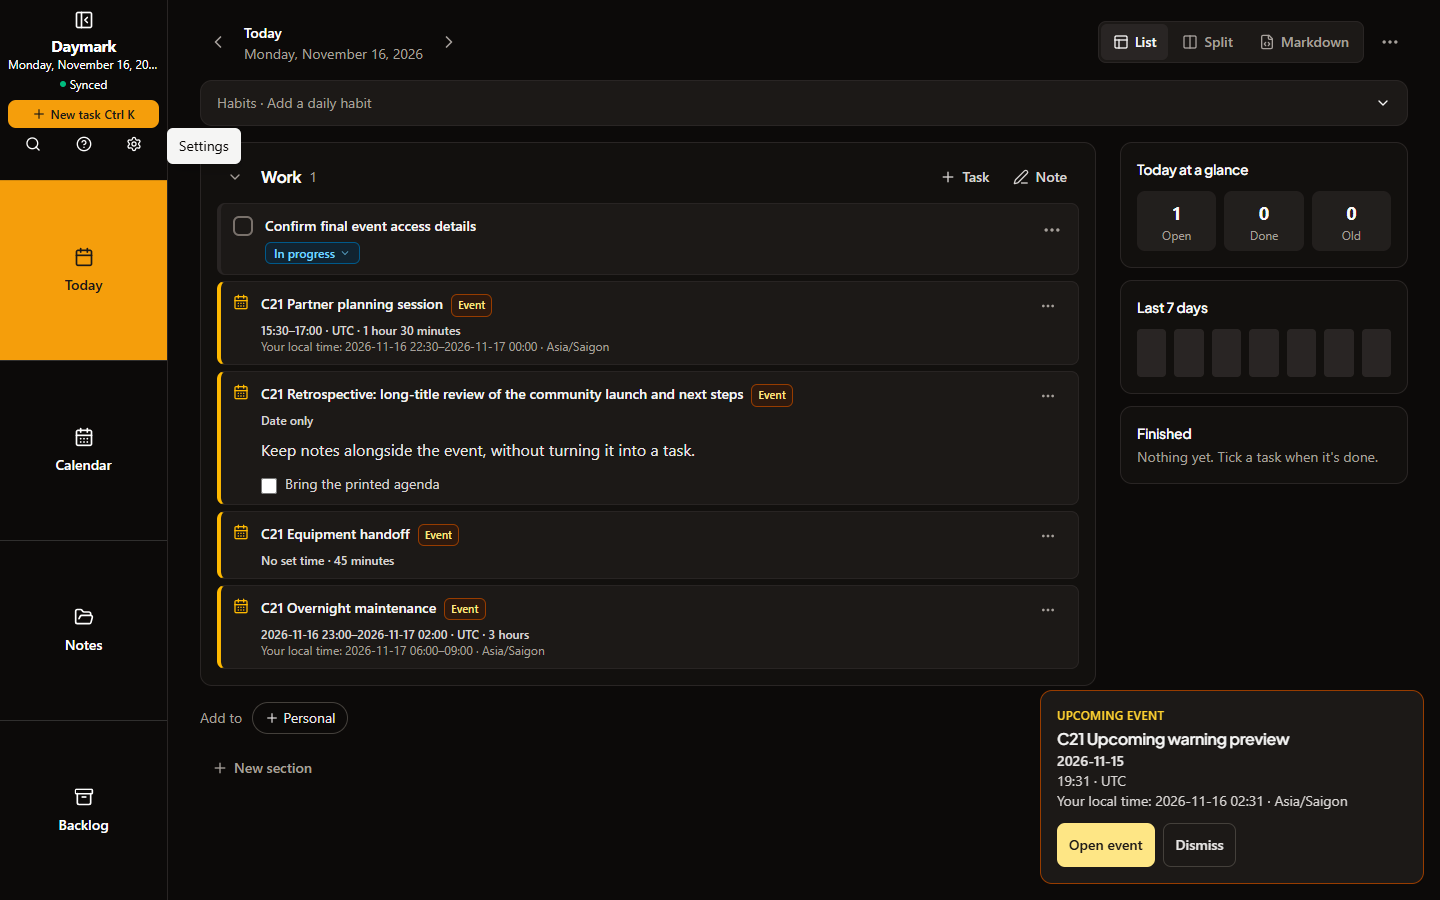 Daymark
Monday, November 16, 20...
Synced
New task Ctrl K
Settings
Today
Calendar
Notes
Backlog
Today
Monday, November 16, 2026
List
Split
Markdown
Habits · Add a daily habit
Work 1
Task
Note
Confirm final event access details
In progress
C21 Partner planning session Event
15:30–17:00 · UTC · 1 hour 30 minutes
Your local time: 2026-11-16 22:30–2026-11-17 00:00 · Asia/Saigon
C21 Retrospective: long-title review of the community launch and next steps Event
Date only
Keep notes alongside the event, without turning it into a task.
Bring the printed agenda
C21 Equipment handoff Event
No set time · 45 minutes
C21 Overnight maintenance Event
2026-11-16 23:00–2026-11-17 02:00 · UTC · 3 hours
Your local time: 2026-11-17 06:00–09:00 · Asia/Saigon
Add to
Personal
New section
Today at a glance
1
Open
0
Done
0
Old
Last 7 days
Finished
Nothing yet. Tick a task when it's done.
UPCOMING EVENT
C21 Upcoming warning preview
2026-11-15
19:31 · UTC
Your local time: 2026-11-16 02:31 · Asia/Saigon
Open event
Dismiss